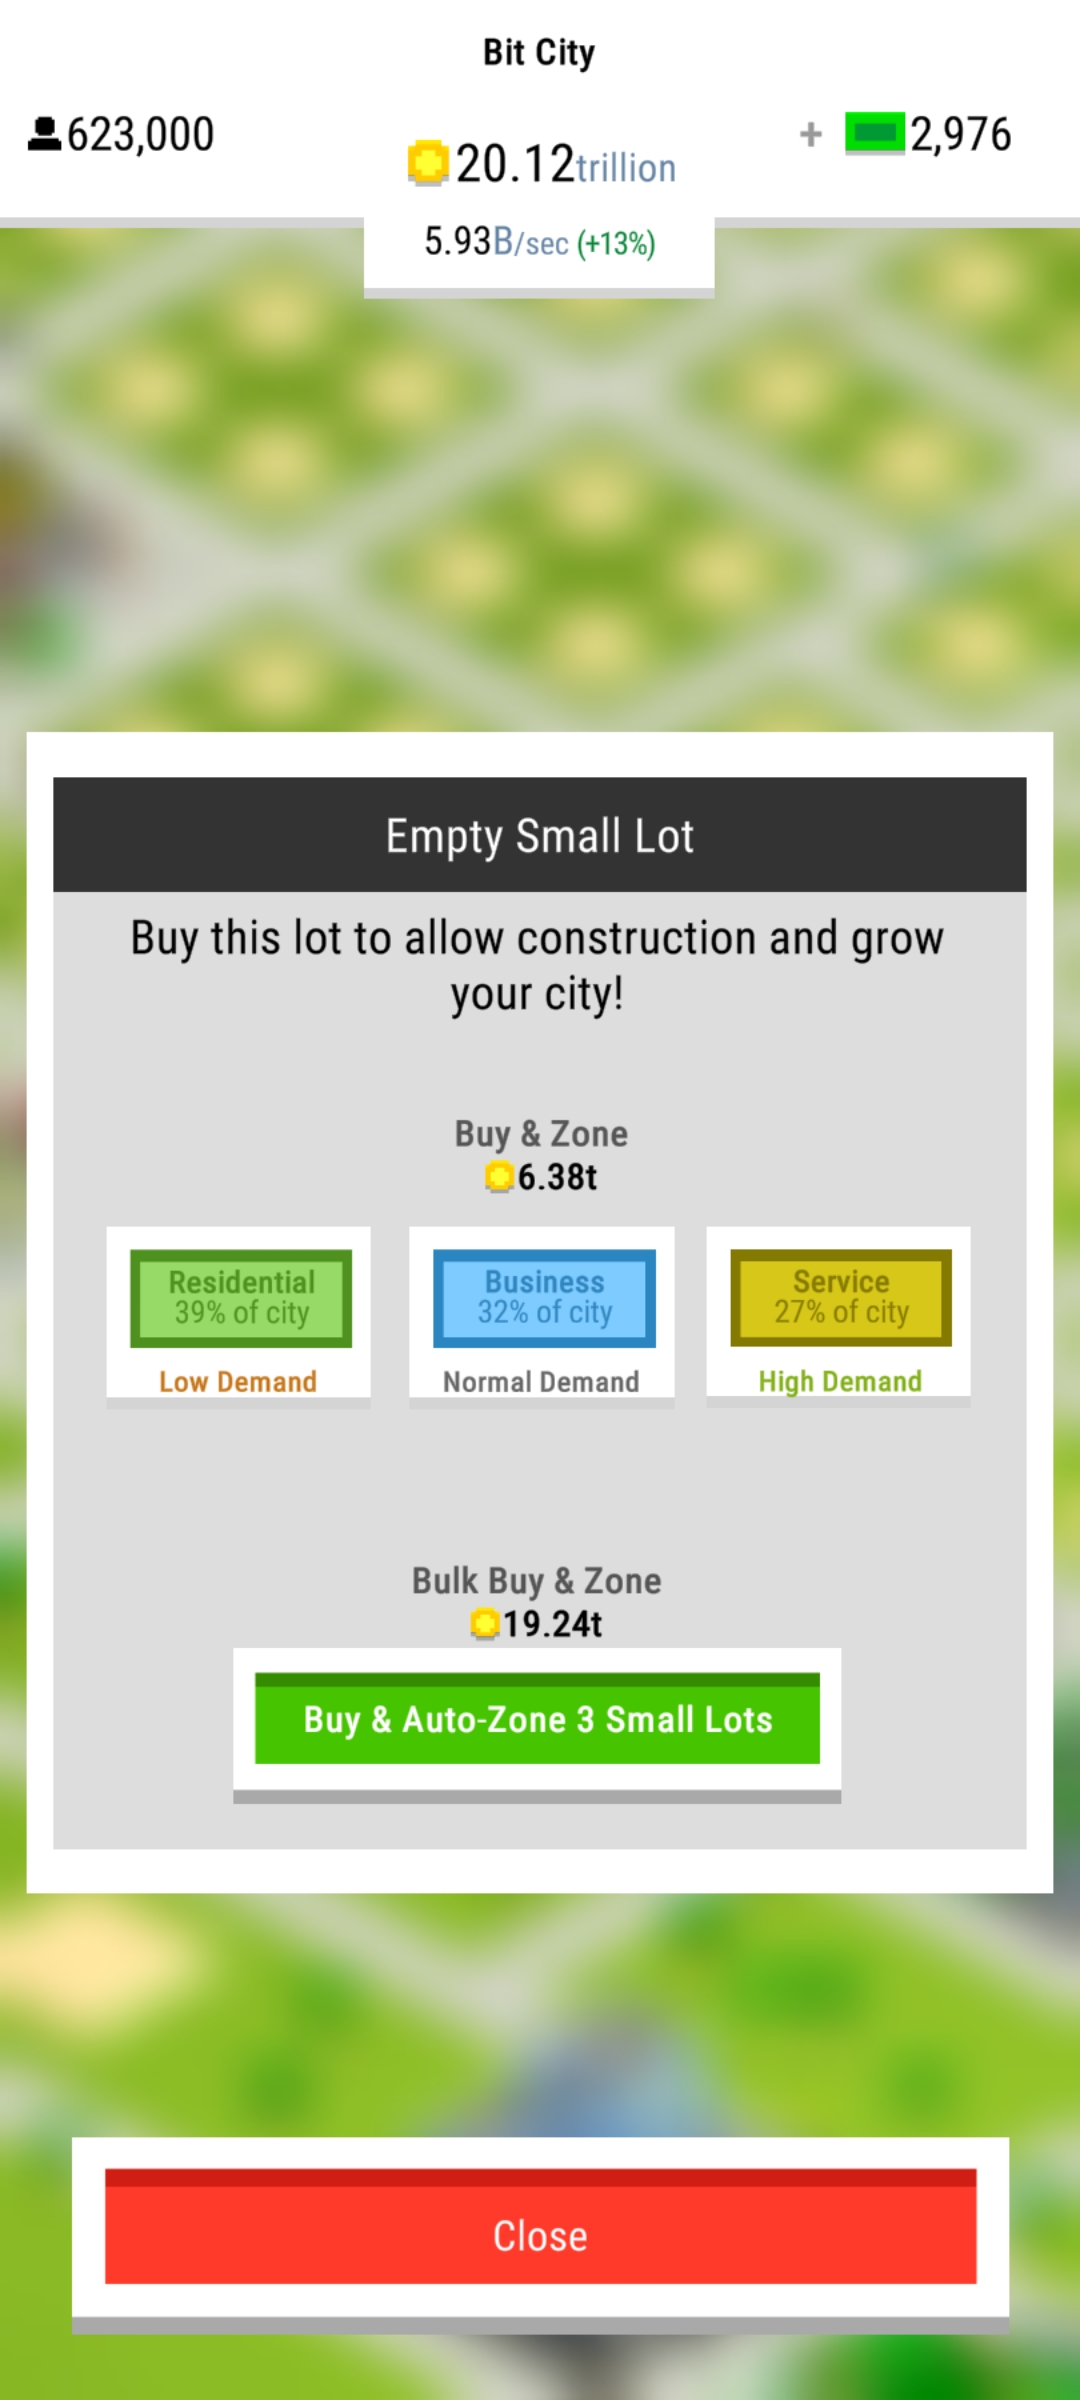 Bit City
623,000
20.12trillion
+ 2,976
5.93B/sec (+13%)
Empty Small Lot
Buy this lot to allow construction and grow
your city!
Buy & Zone
6.38t
Residential
39% of city
Low Demand
Business
32% of city
Normal Demand
Service
27% of city
High Demand
Bulk Buy & Zone
19.24t
Buy & Auto-Zone 3 Small Lots
Close